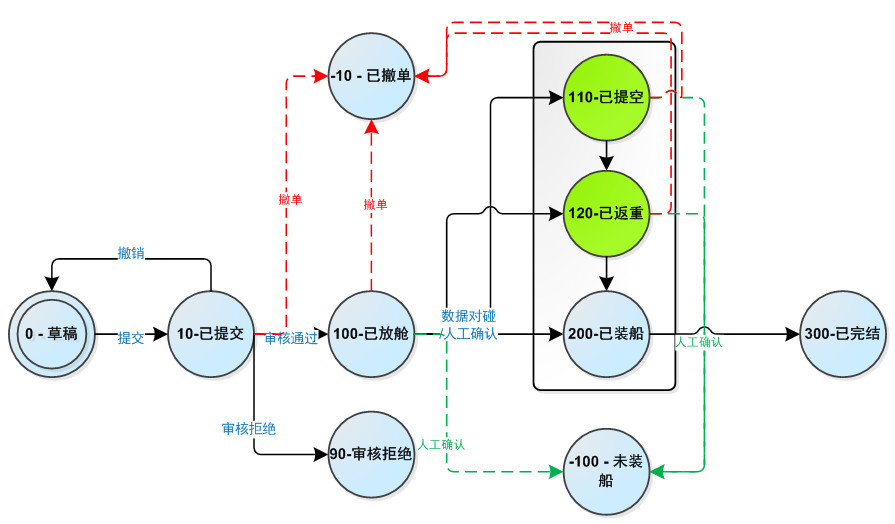 撤单
-10 - 已撤单
110-已提空
撤单
撤单
120-已返重
撤销
数据对碰
/人工确认
0 - 草稿
提交
10-已提交
审核通过
100-已放舱
200-已装船
人工确认
300-已完结
审核拒绝
人工确认
90-审核拒绝
-100 - 未装
船